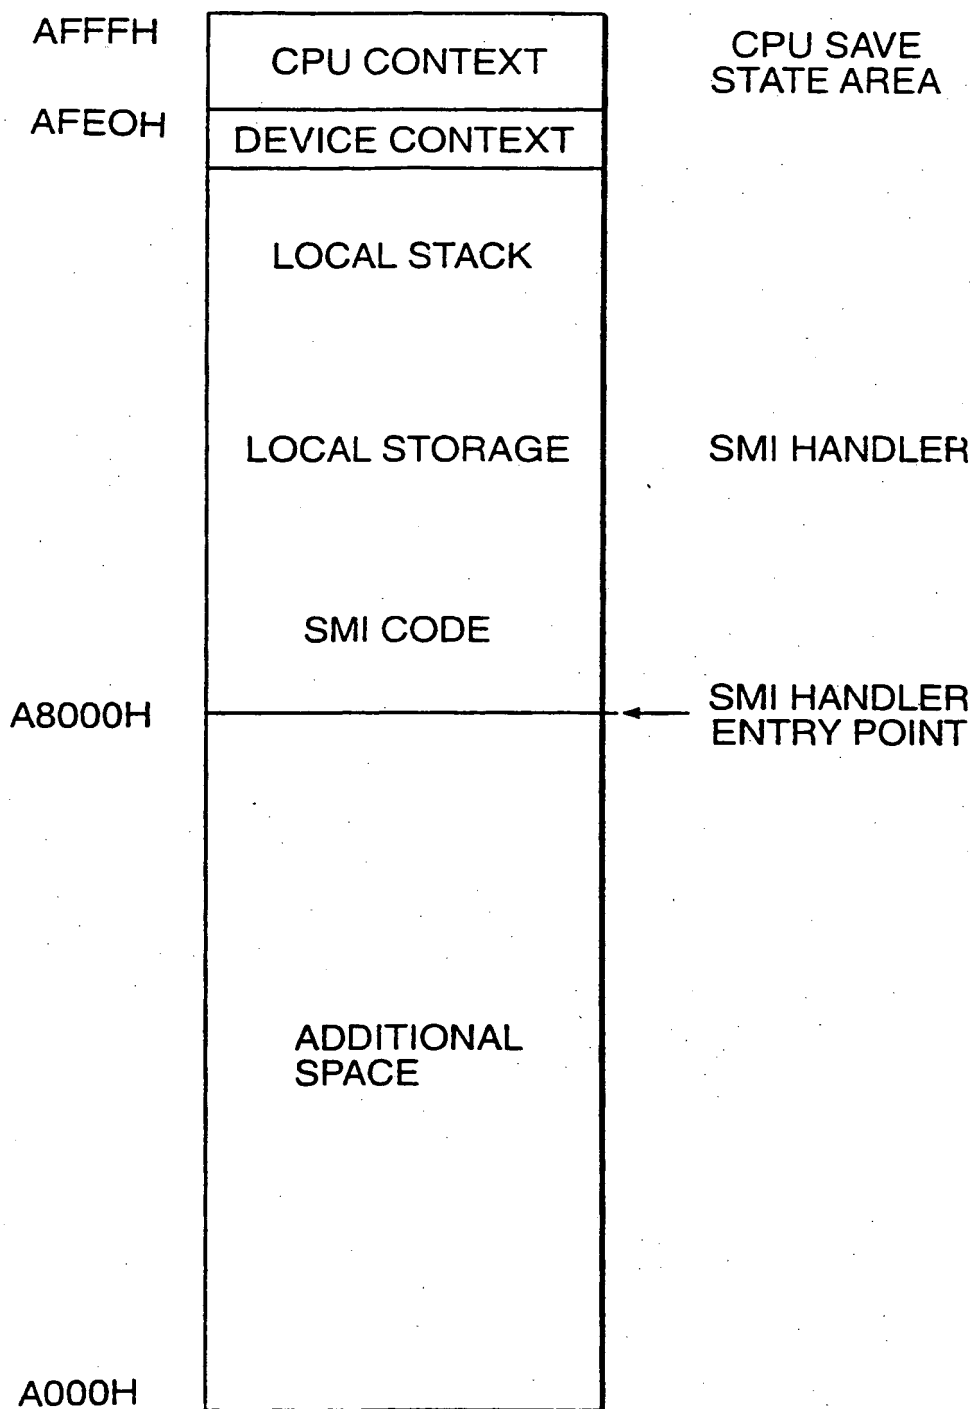 AFFFH
CPU CONTEXT
CPU SAVE
STATE AREA
AFEOH
DEVICE CONTEXT
LOCAL STACK
LOCAL STORAGE
SMI HANDLER
SMI CODE
A8000H
SMI HANDLER
ENTRY POINT
ADDITIONAL
SPACE
A000H